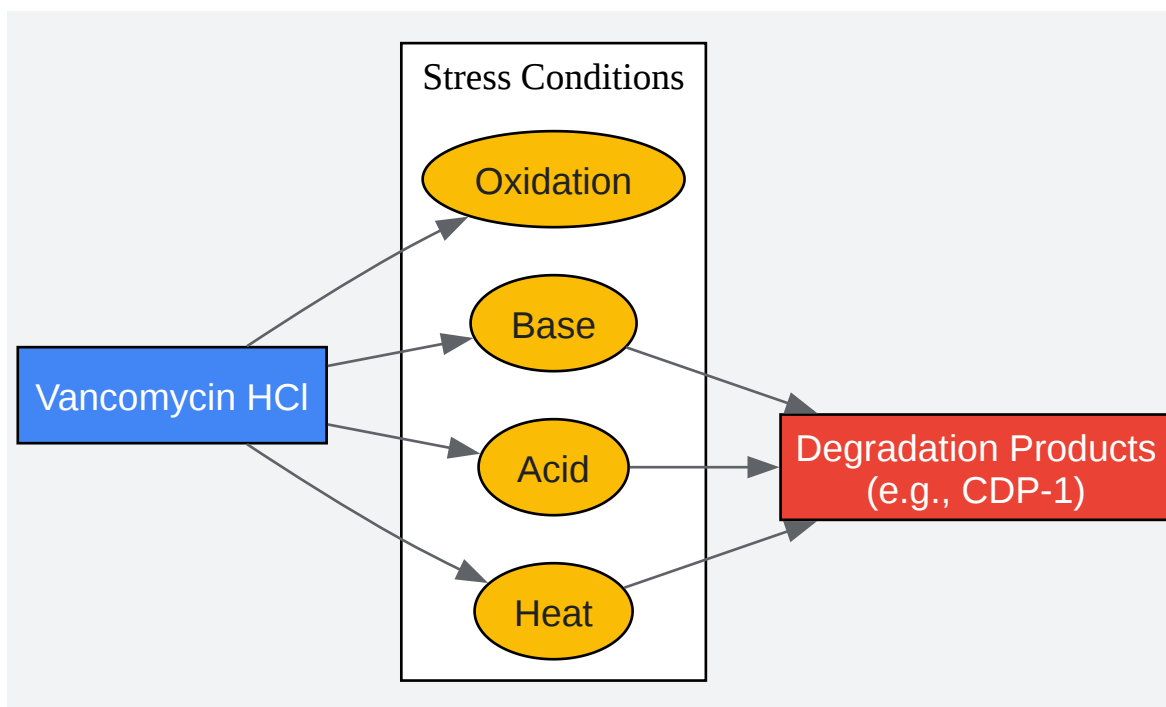 Stress Conditions
Oxidation
Base
Vancomycin HCl
Acid
Degradation Products
(e.g., CDP-1)
Heat